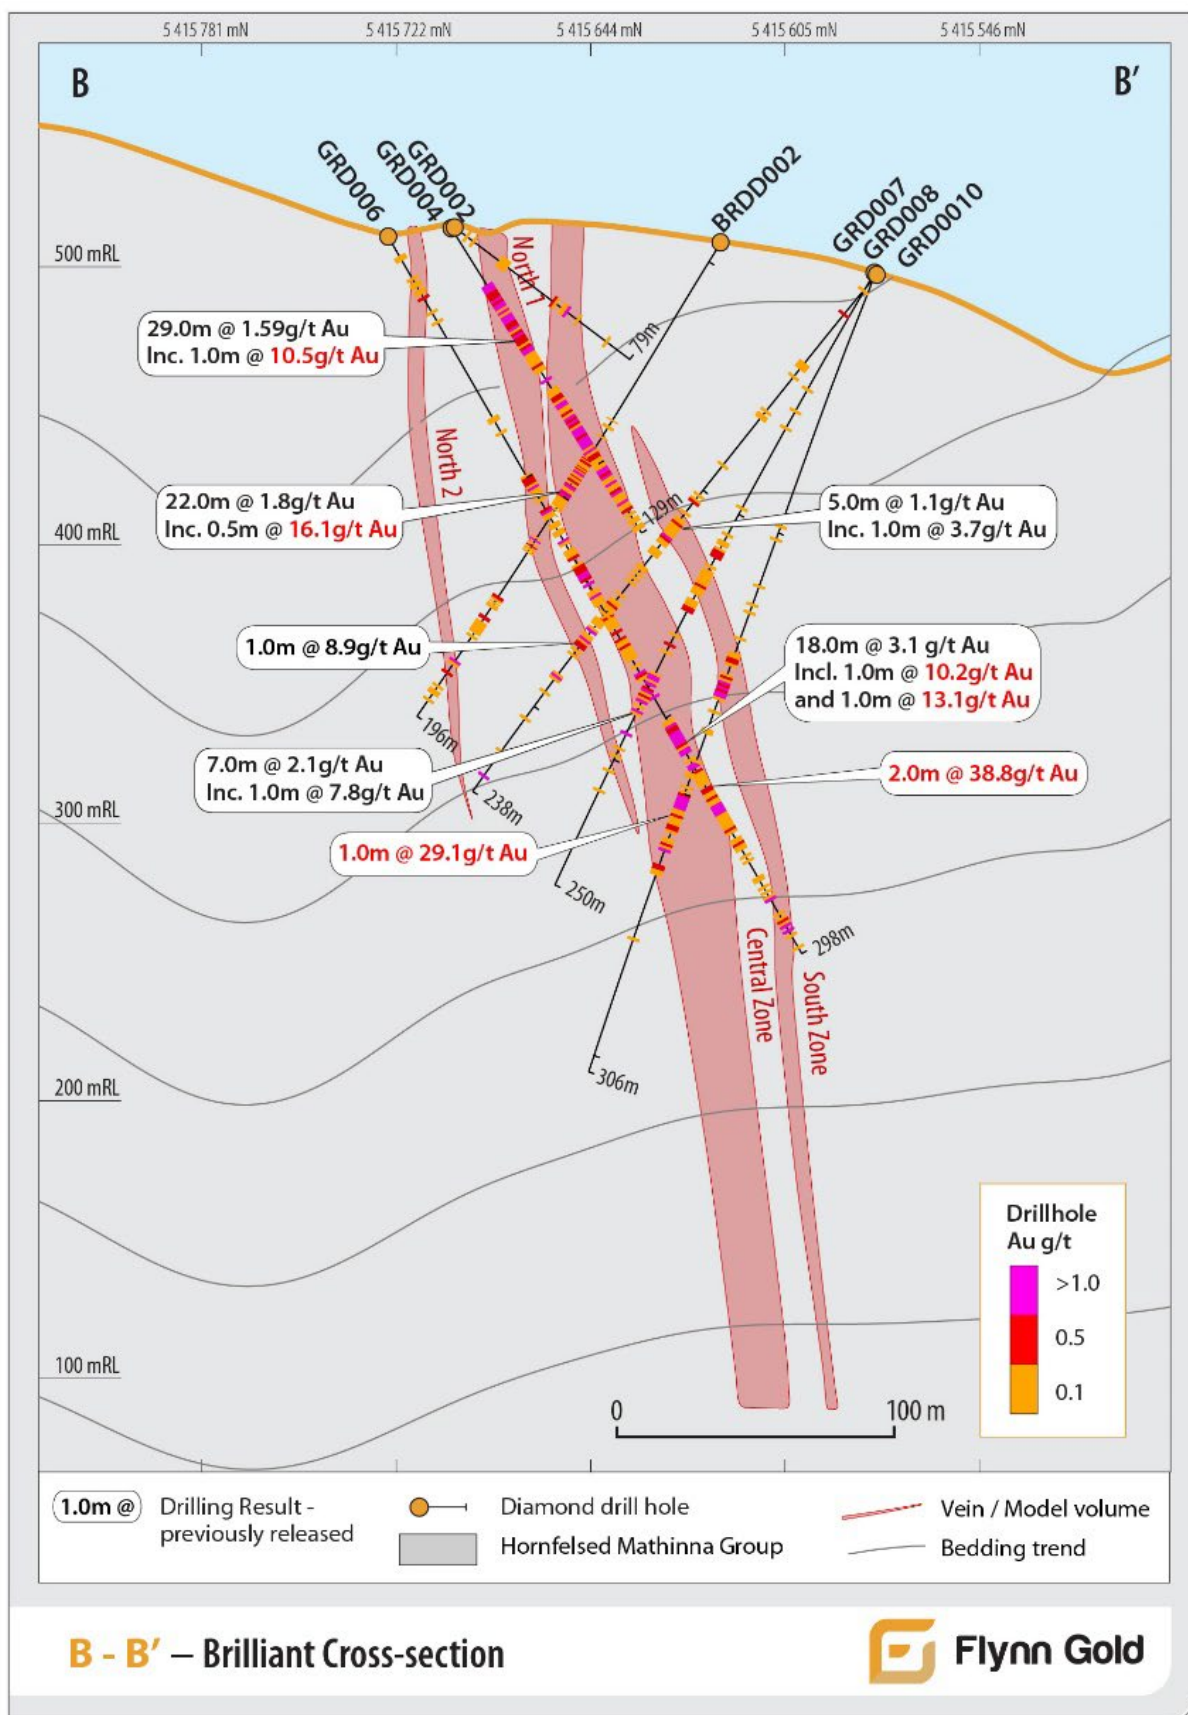 5 415 781 mN
5 415 722 mN
5 415 644 mN
5 415 605 mN
5 415 546 mN
B
B′
GRD006
GRD004
GRD002
BRDD002
GRD007
GRD008
GRD0010
500 mRL
North 1
79m
29.0m @ 1.59g/t Au
Inc. 1.0m @ 10.5g/t Au
North 2
22.0m @ 1.8g/t Au
Inc. 0.5m @ 16.1g/t Au
129m
5.0m @ 1.1g/t Au
Inc. 1.0m @ 3.7g/t Au
400 mRL
1.0m @ 8.9g/t Au
18.0m @ 3.1 g/t Au
Incl. 1.0m @ 10.2g/t Au
and 1.0m @ 13.1g/t Au
196m
7.0m @ 2.1g/t Au
Inc. 1.0m @ 7.8g/t Au
2.0m @ 38.8g/t Au
238m
300 mRL
1.0m @ 29.1g/t Au
250m
298m
Central Zone
South Zone
306m
200 mRL
100 mRL
Drillhole
Au g/t
>1.0
0.5
0.1
0
100 m
1.0m @
Drilling Result -
previously released
Diamond drill hole
Hornfelsed Mathinna Group
Vein / Model volume
Bedding trend
B - B′ – Brilliant Cross-section
Flynn Gold